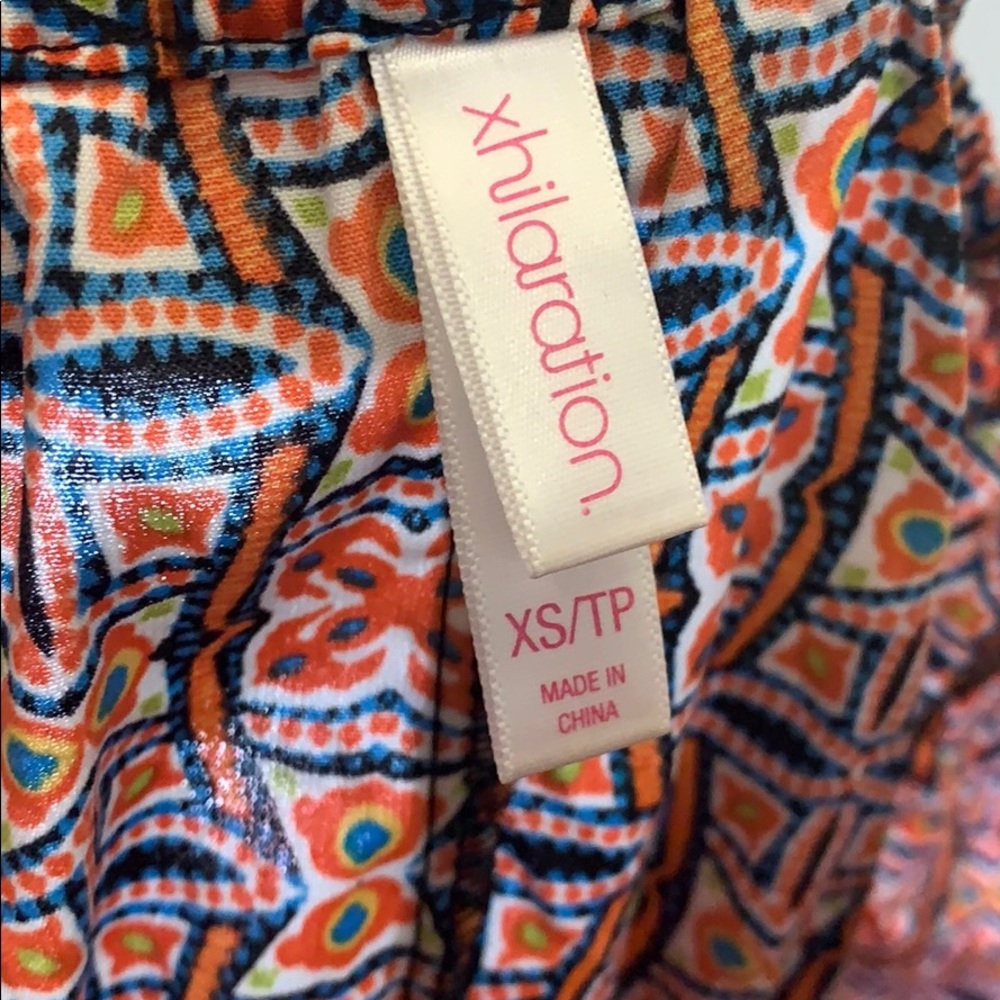 xhilaration.
XS/TP
MADE IN
CHINA